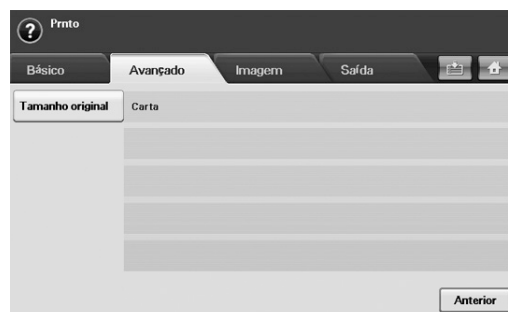 Prnto
Básico Avançado Imagem Saída
Tamanho original Carta
Anterior